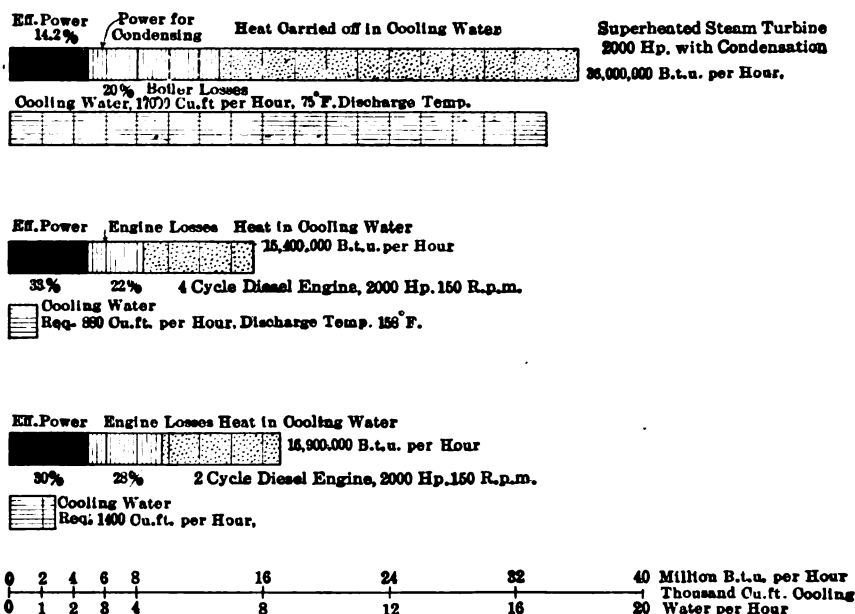 Eff.Power
14.2%
Power for
Condensing
Heat Carried off in Cooling Water
Superheated Steam Turbine
2000 Hp. with Condensation
36,000,000 B.t.u. per Hour.
20% Boiler Losses
Cooling Water, 17000 Cu.ft per Hour, 75°F. Discharge Temp.
Eff.Power Engine Losses Heat in Cooling Water
15,400,000 B.t.u. per Hour
33% 22% 4 Cycle Diesel Engine, 2000 Hp. 150 R.p.m.
Cooling Water
Req. 880 Cu.ft. per Hour, Discharge Temp. 158°F.
Eff.Power Engine Losses Heat in Cooling Water
16,900,000 B.t.u. per Hour
30% 28% 2 Cycle Diesel Engine, 2000 Hp. 150 R.p.m.
Cooling Water
Req. 1400 Cu.ft. per Hour.
0 2 4 6 8 16 24 32 40 Million B.t.u. per Hour
Thousand Cu.ft. Cooling
0 1 2 3 4 8 12 16 20 Water per Hour